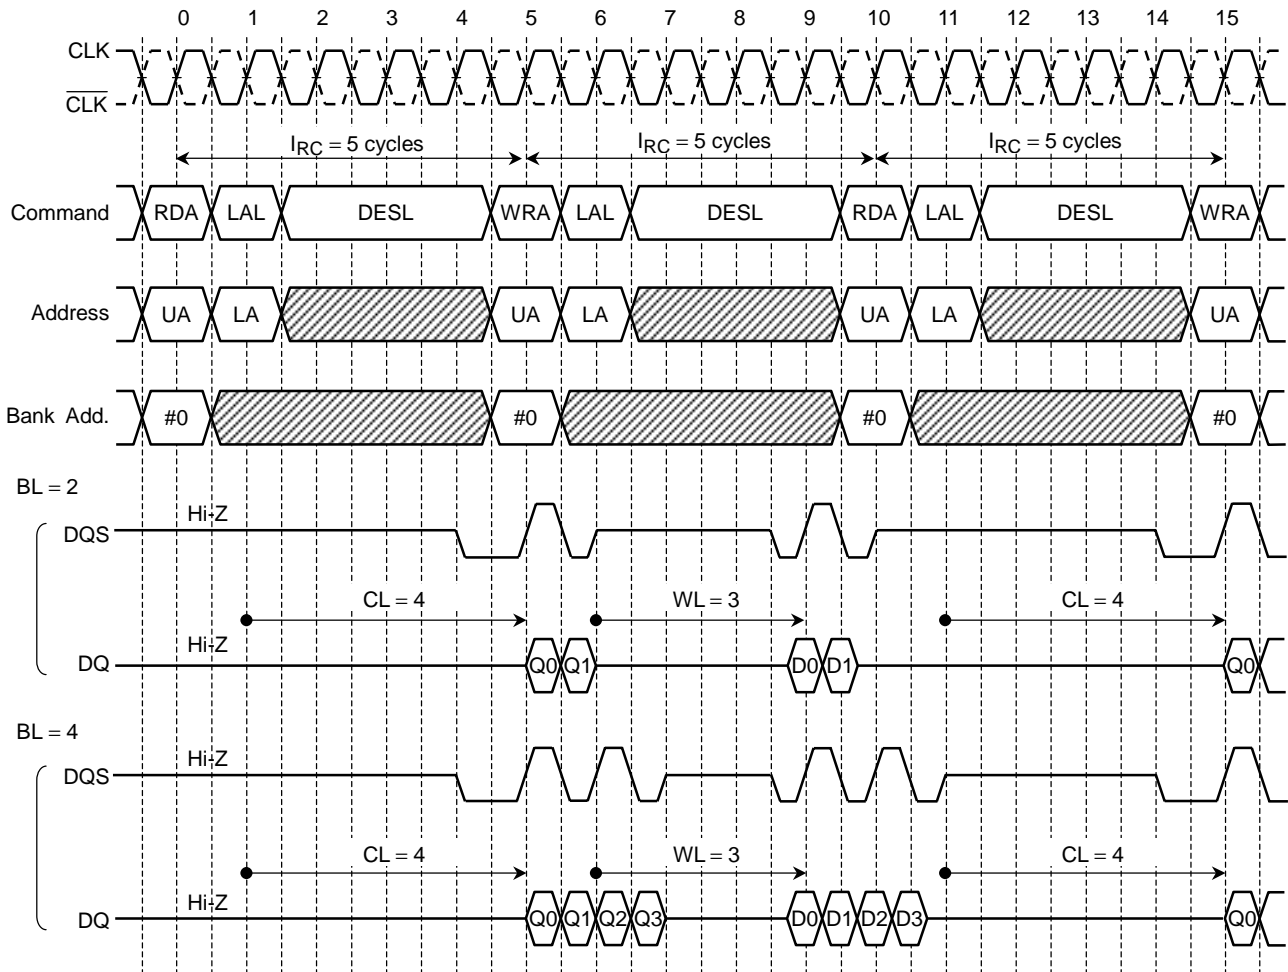 0 1 2 3 4 5 6 7 8 9 10 11 12 13 14 15
CLK
CLK
IRC = 5 cycles IRC = 5 cycles IRC = 5 cycles
Command RDA LAL DESL WRA LAL DESL RDA LAL DESL WRA
Address UA LA UA LA UA LA UA
Bank Add. #0 #0 #0 #0
BL = 2
Hi-Z
DQS
CL = 4 WL = 3 CL = 4
Hi-Z
DQ Q0 Q1 D0 D1 Q0
BL = 4
Hi-Z
DQS
CL = 4 WL = 3 CL = 4
Hi-Z
DQ Q0 Q1 Q2 Q3 D0 D1 D2 D3 Q0